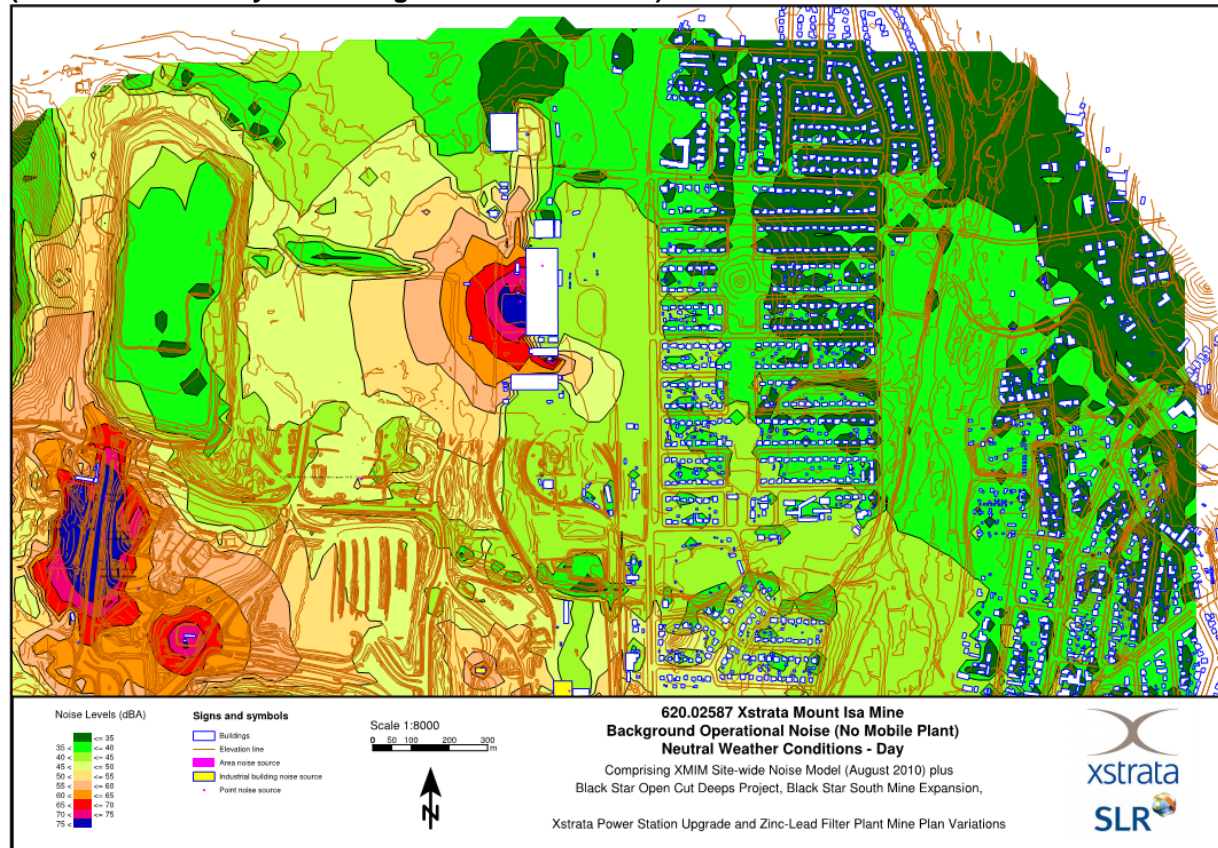 Noise Levels (dBA)
<= 35
35 < <= 40
40 < <= 45
45 < <= 50
50 < <= 55
55 < <= 60
60 < <= 65
65 < <= 70
70 < <= 75
75 <
Signs and symbols
Buildings
Elevation line
Area noise source
Industrial building noise source
Point noise source
Scale 1:8000
0 50 100 200 300
m
N
620.02587 Xstrata Mount Isa Mine
Background Operational Noise (No Mobile Plant)
Neutral Weather Conditions - Day
Comprising XMIM Site-wide Noise Model (August 2010) plus
Black Star Open Cut Deeps Project, Black Star South Mine Expansion,
Xstrata Power Station Upgrade and Zinc-Lead Filter Plant Mine Plan Variations
xstrata
SLR